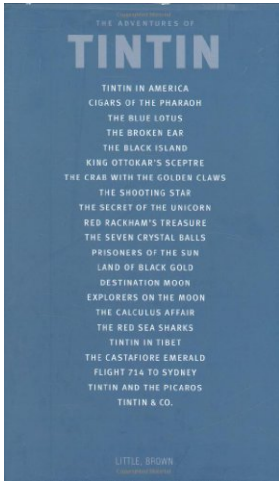 THE ADVENTURES OF
TINTIN
TINTIN IN AMERICA
CIGARS OF THE PHARAOH
THE BLUE LOTUS
THE BROKEN EAR
THE BLACK ISLAND
KING OTTOKAR'S SCEPTRE
THE CRAB WITH THE GOLDEN CLAWS
THE SHOOTING STAR
THE SECRET OF THE UNICORN
RED RACKHAM'S TREASURE
THE SEVEN CRYSTAL BALLS
PRISONERS OF THE SUN
LAND OF BLACK GOLD
DESTINATION MOON
EXPLORERS ON THE MOON
THE CALCULUS AFFAIR
THE RED SEA SHARKS
TINTIN IN TIBET
THE CASTAFIORE EMERALD
FLIGHT 714 TO SYDNEY
TINTIN AND THE PICAROS
TINTIN & CO.
LITTLE, BROWN